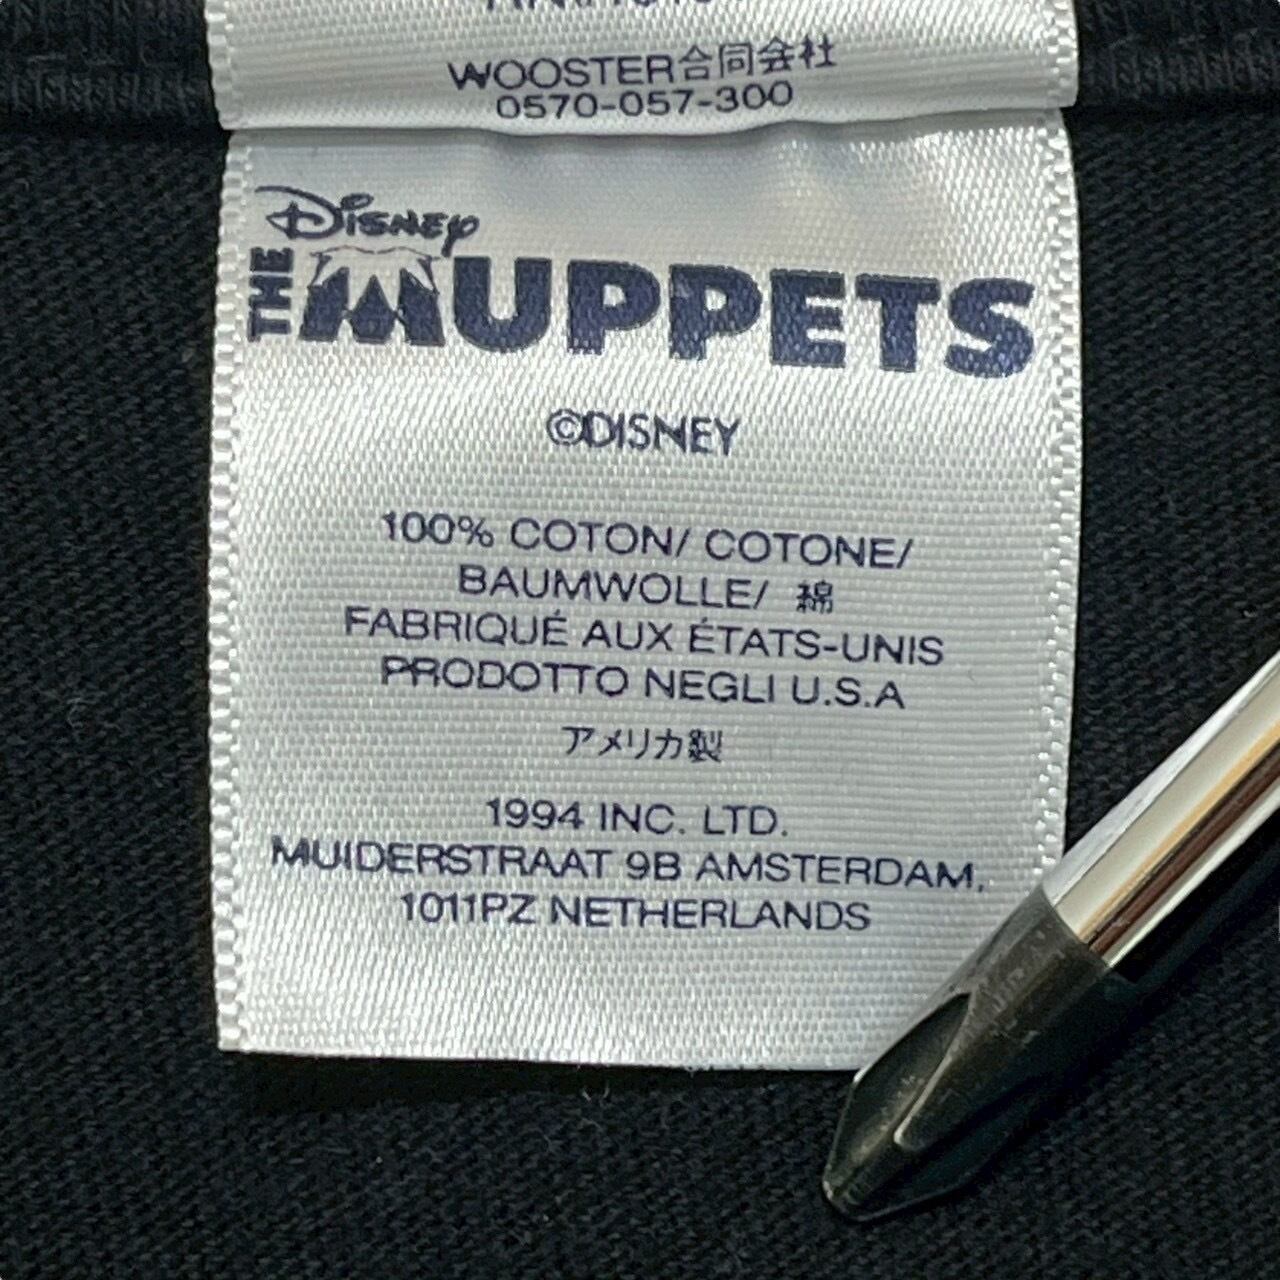 WOOSTER合同会社
0570-057-300
Disney
THE MUPPETS
©DISNEY
100% COTON/ COTONE/
BAUMWOLLE/ 綿
FABRIQUÉ AUX ÉTATS-UNIS
PRODOTTO NEGLI U.S.A
アメリカ製
1994 INC. LTD.
MUIDERSTRAAT 9B AMSTERDAM,
1011PZ NETHERLANDS